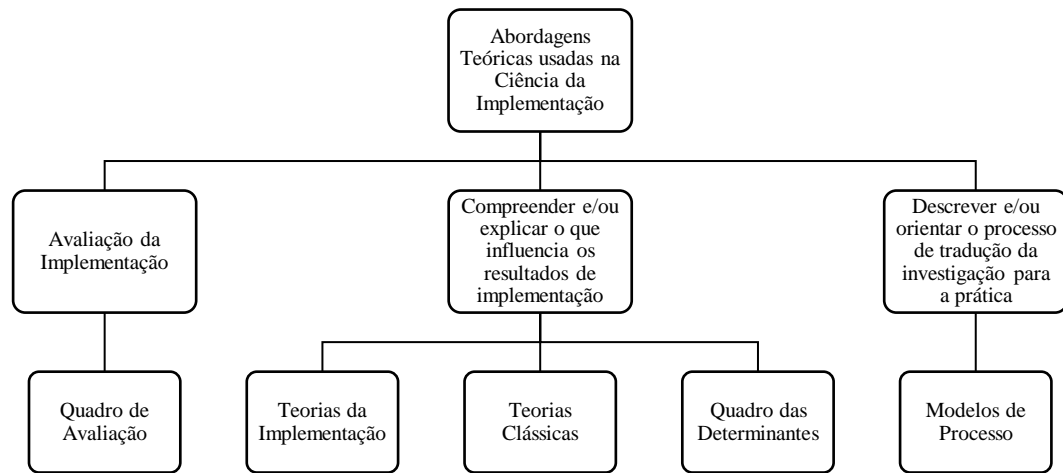 Abordagens
Teóricas usadas na
Ciência da
Implementação
Avaliação da
Implementação
Compreender e/ou
explicar o que
influencia os
resultados de
implementação
Descrever e/ou
orientar o processo
de tradução da
investigação para
a prática
Quadro de
Avaliação
Teorias da
Implementação
Teorias
Clássicas
Quadro das
Determinantes
Modelos de
Processo